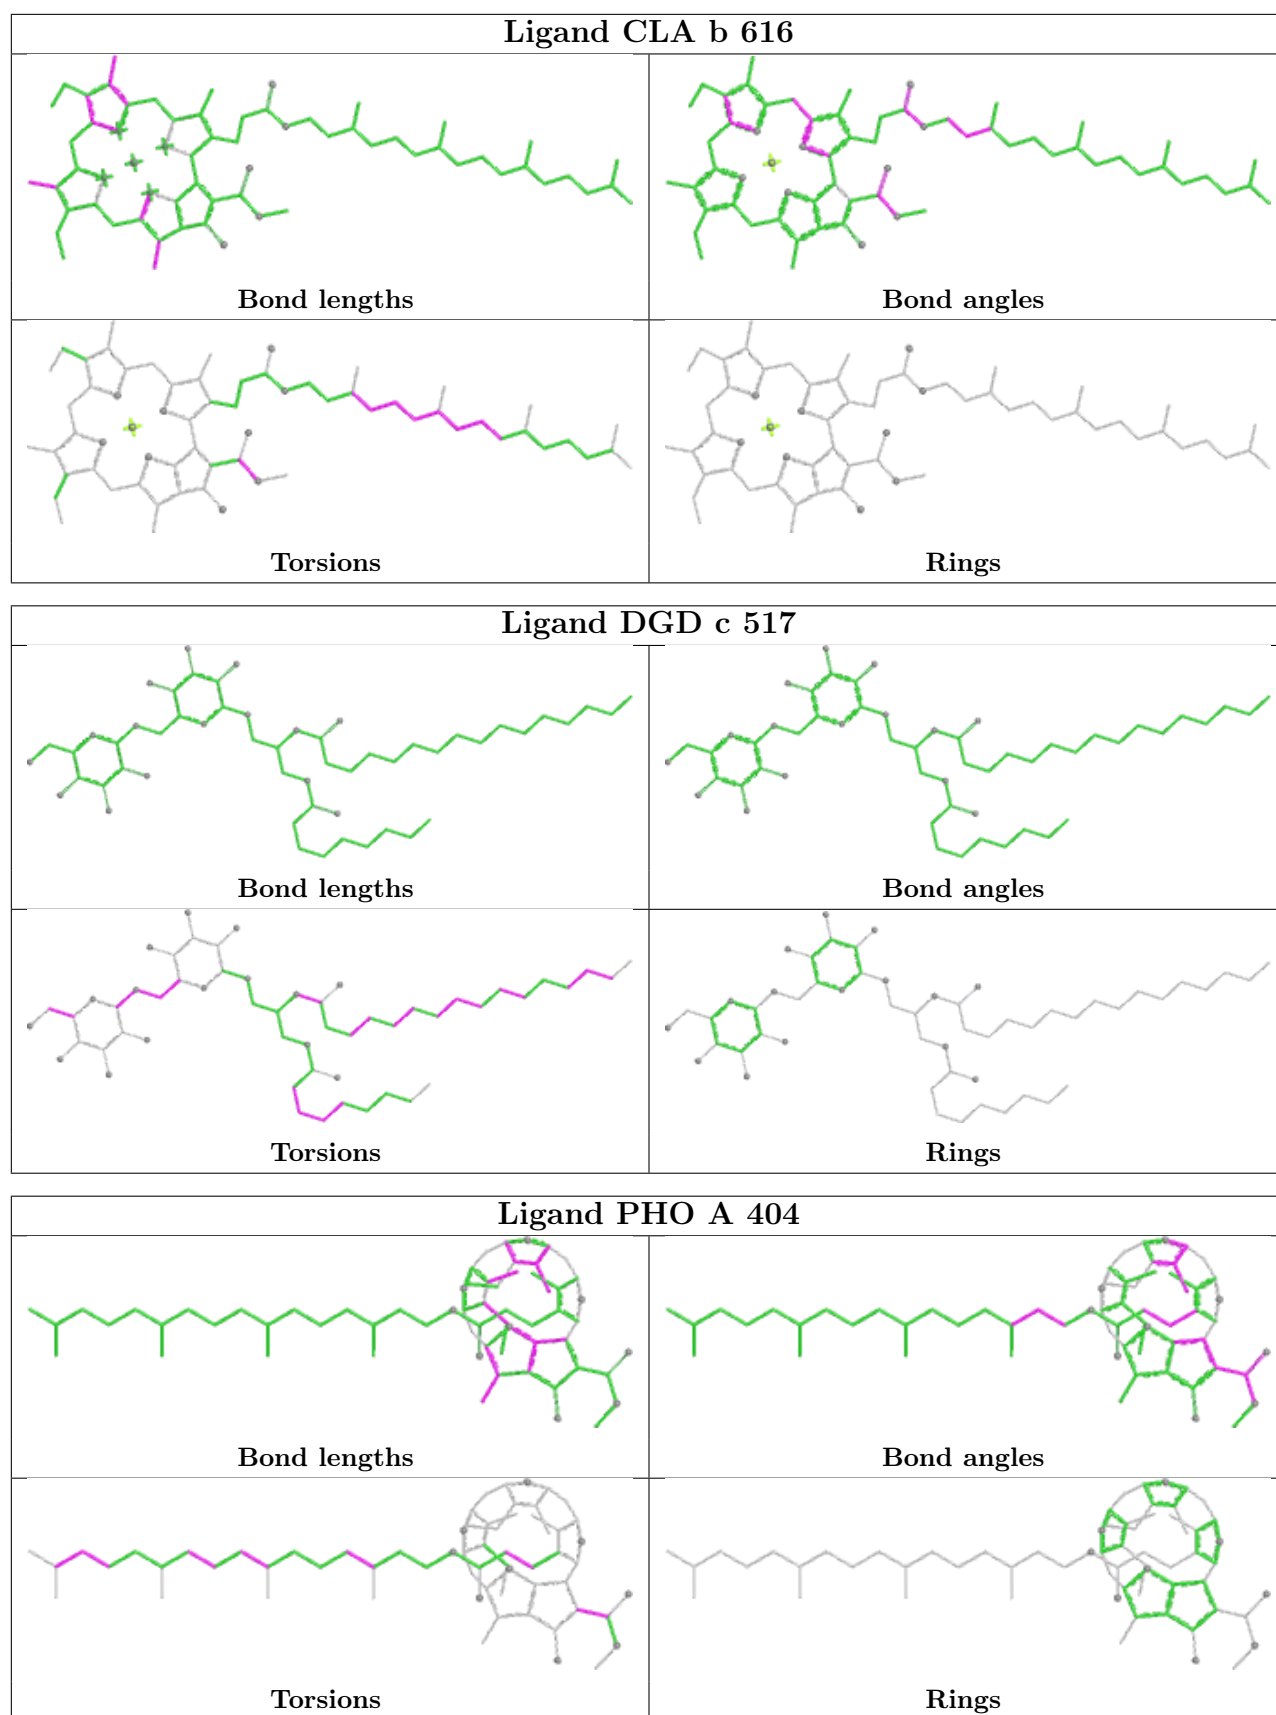 Ligand CLA b 616
Bond lengths
Bond angles
Torsions
Rings
Ligand DGD c 517
Bond lengths
Bond angles
Torsions
Rings
Ligand PHO A 404
Bond lengths
Bond angles
Torsions
Rings